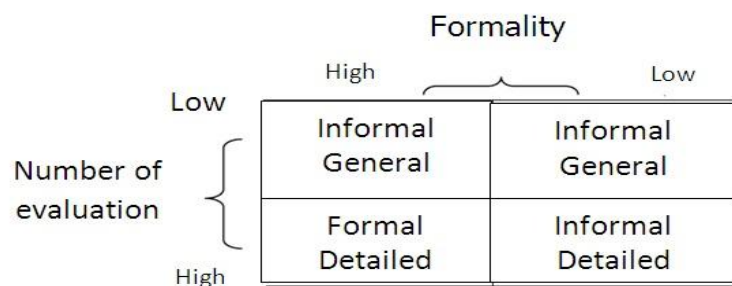 Formality
High Low
Low
Informal General
Informal General
Number of evaluation
Formal Detailed
Informal Detailed
High